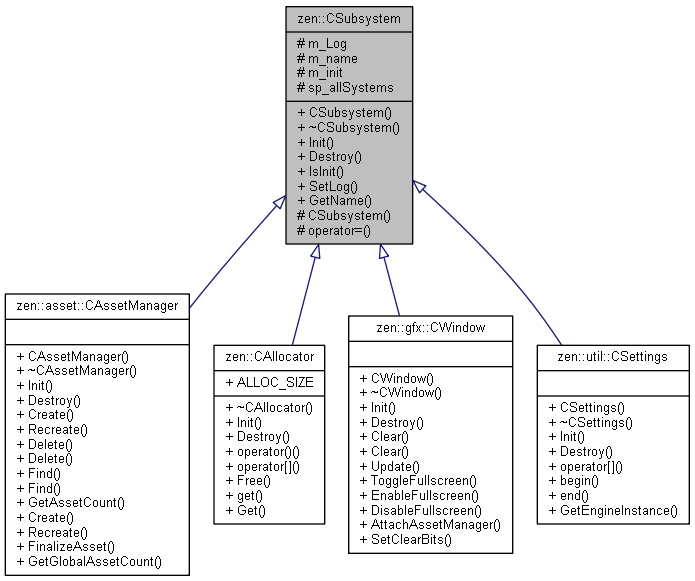 zen::CSubsystem
# m_Log
# m_name
# m_init
# sp_allSystems
+ CSubsystem()
+ ~CSubsystem()
+ Init()
+ Destroy()
+ IsInit()
+ SetLog()
+ GetName()
# CSubsystem()
# operator=()
zen::asset::CAssetManager
+ CAssetManager()
+ ~CAssetManager()
+ Init()
+ Destroy()
+ Create()
+ Recreate()
+ Delete()
+ Delete()
+ Find()
+ Find()
+ GetAssetCount()
+ Create()
+ Recreate()
+ FinalizeAsset()
+ GetGlobalAssetCount()
zen::CAllocator
+ ALLOC_SIZE
+ ~CAllocator()
+ Init()
+ Destroy()
+ operator()()
+ operator[]()
+ Free()
+ get()
+ Get()
zen::gfx::CWindow
+ CWindow()
+ ~CWindow()
+ Init()
+ Destroy()
+ Clear()
+ Clear()
+ Update()
+ ToggleFullscreen()
+ EnableFullscreen()
+ DisableFullscreen()
+ AttachAssetManager()
+ SetClearBits()
zen::util::CSettings
+ CSettings()
+ ~CSettings()
+ Init()
+ Destroy()
+ operator[]()
+ begin()
+ end()
+ GetEngineInstance()